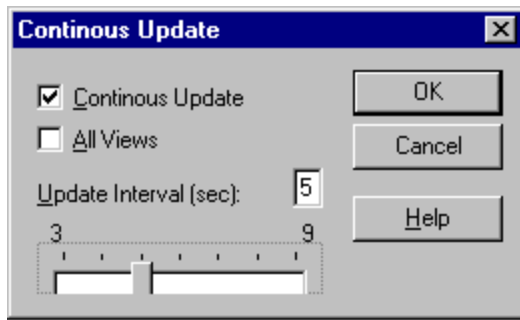 Continous Update
Continous Update
All Views
Update Interval (sec): 5
3 9
OK
Cancel
Help